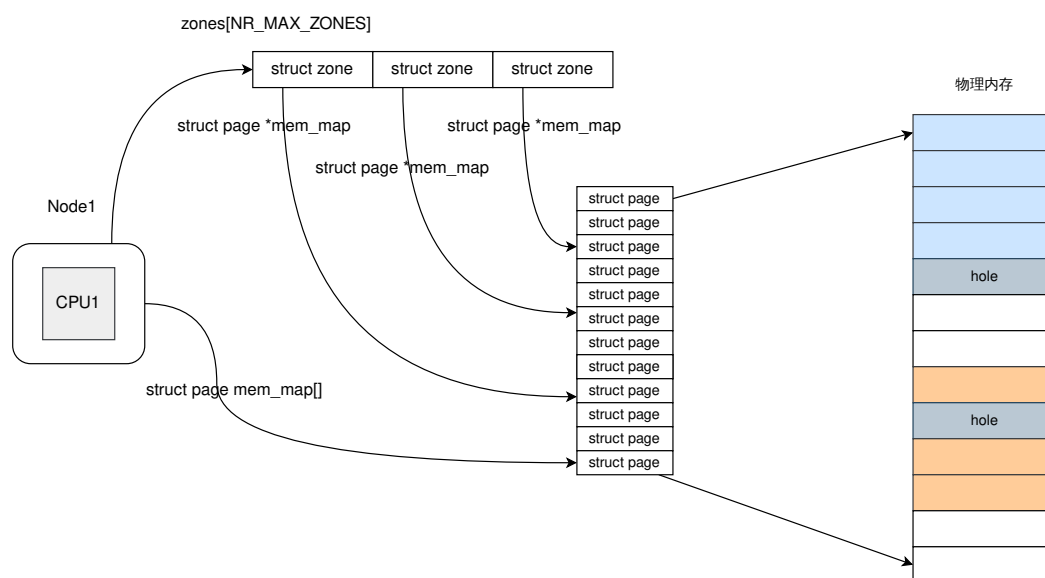 zones[NR_MAX_ZONES]
struct zone
struct zone
struct zone
物理内存
struct page *mem_map
struct page *mem_map
struct page *mem_map
Node1
CPU1
struct page mem_map[]
struct page
struct page
struct page
struct page
struct page
struct page
struct page
struct page
struct page
struct page
struct page
struct page
hole
hole